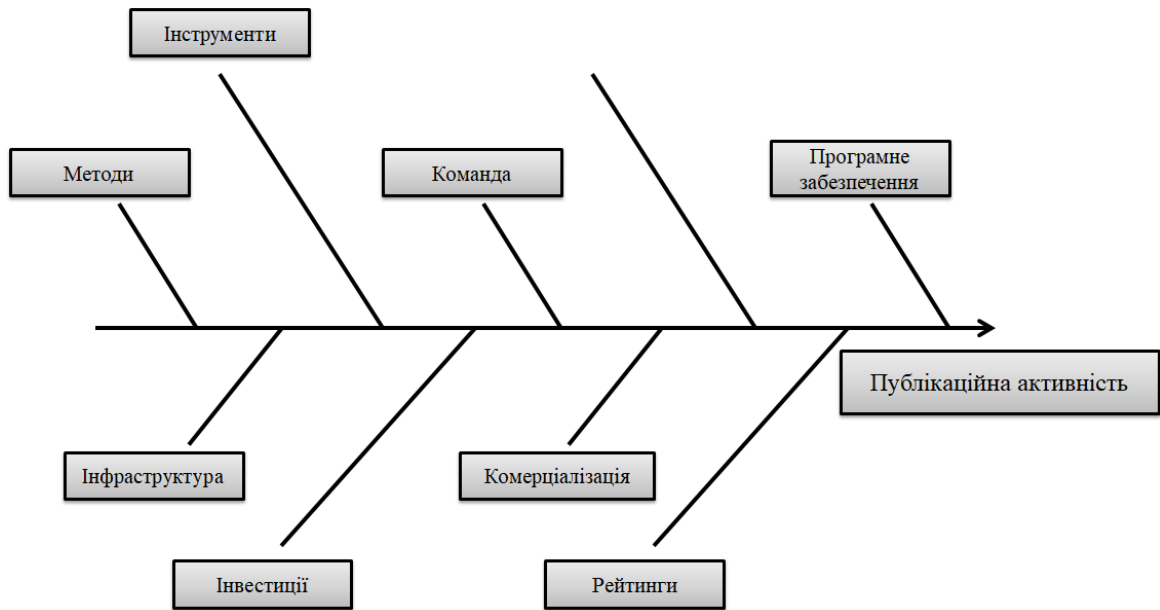 Інструменти
Методи
Команда
Програмне
забезпечення
Публікаційна активність
Інфраструктура
Комерціалізація
Інвестиції
Рейтинги